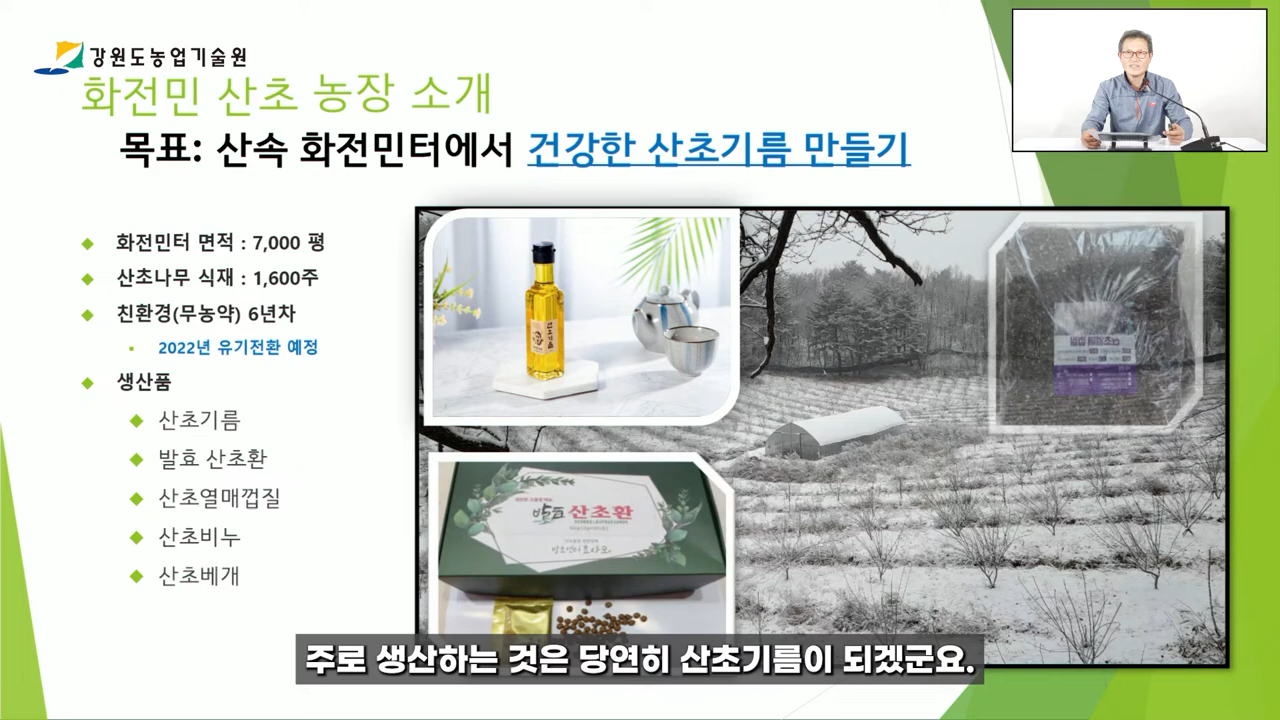 강원도농업기술원
화전민 산초 농장 소개
목표: 산속 화전민터에서 건강한 산초기름 만들기
화전민터 면적 : 7,000 평
산초나무 식재 : 1,600주
친환경(무농약) 6년차
2022년 유기전환 예정
생산품
산초기름
발효 산초환
산초열매껍질
산초비누
산초베개
산초기름
발효 산초환
주로 생산하는 것은 당연히 산초기름이 되겠군요.